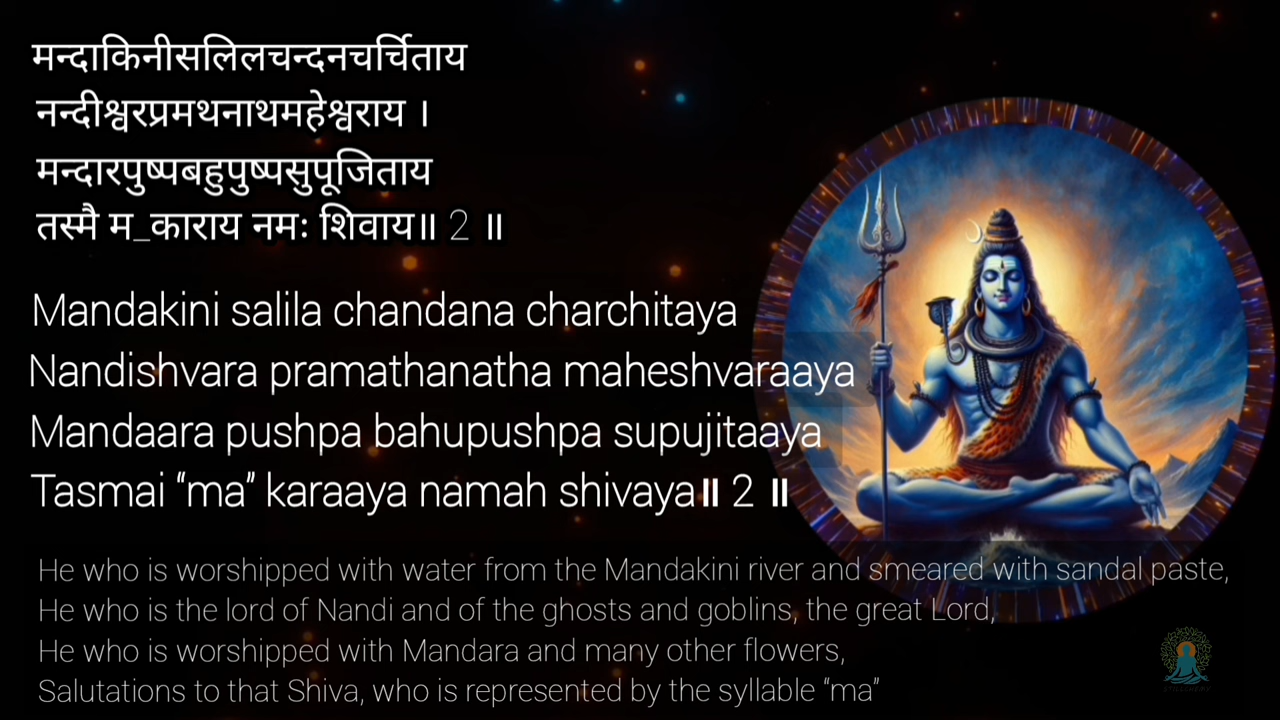 मन्दाकिनीसलिलचन्दनचर्चिताय
नन्दीश्वरप्रमथनाथमहेश्वराय ।
मन्दारपुष्पबहुपुष्पसुपूजिताय
तस्मै म_काराय नमः शिवाय॥ 2 ॥
Mandakini salila chandana charchitaya
Nandishvara pramathanatha maheshvaraaya
Mandaara pushpa bahupushpa supujitaaya
Tasmai “ma” karaaya namah shivaya॥ 2 ॥
He who is worshipped with water from the Mandakini river and smeared with sandal paste,
He who is the lord of Nandi and of the ghosts and goblins, the great Lord,
He who is worshipped with Mandara and many other flowers,
Salutations to that Shiva, who is represented by the syllable “ma”